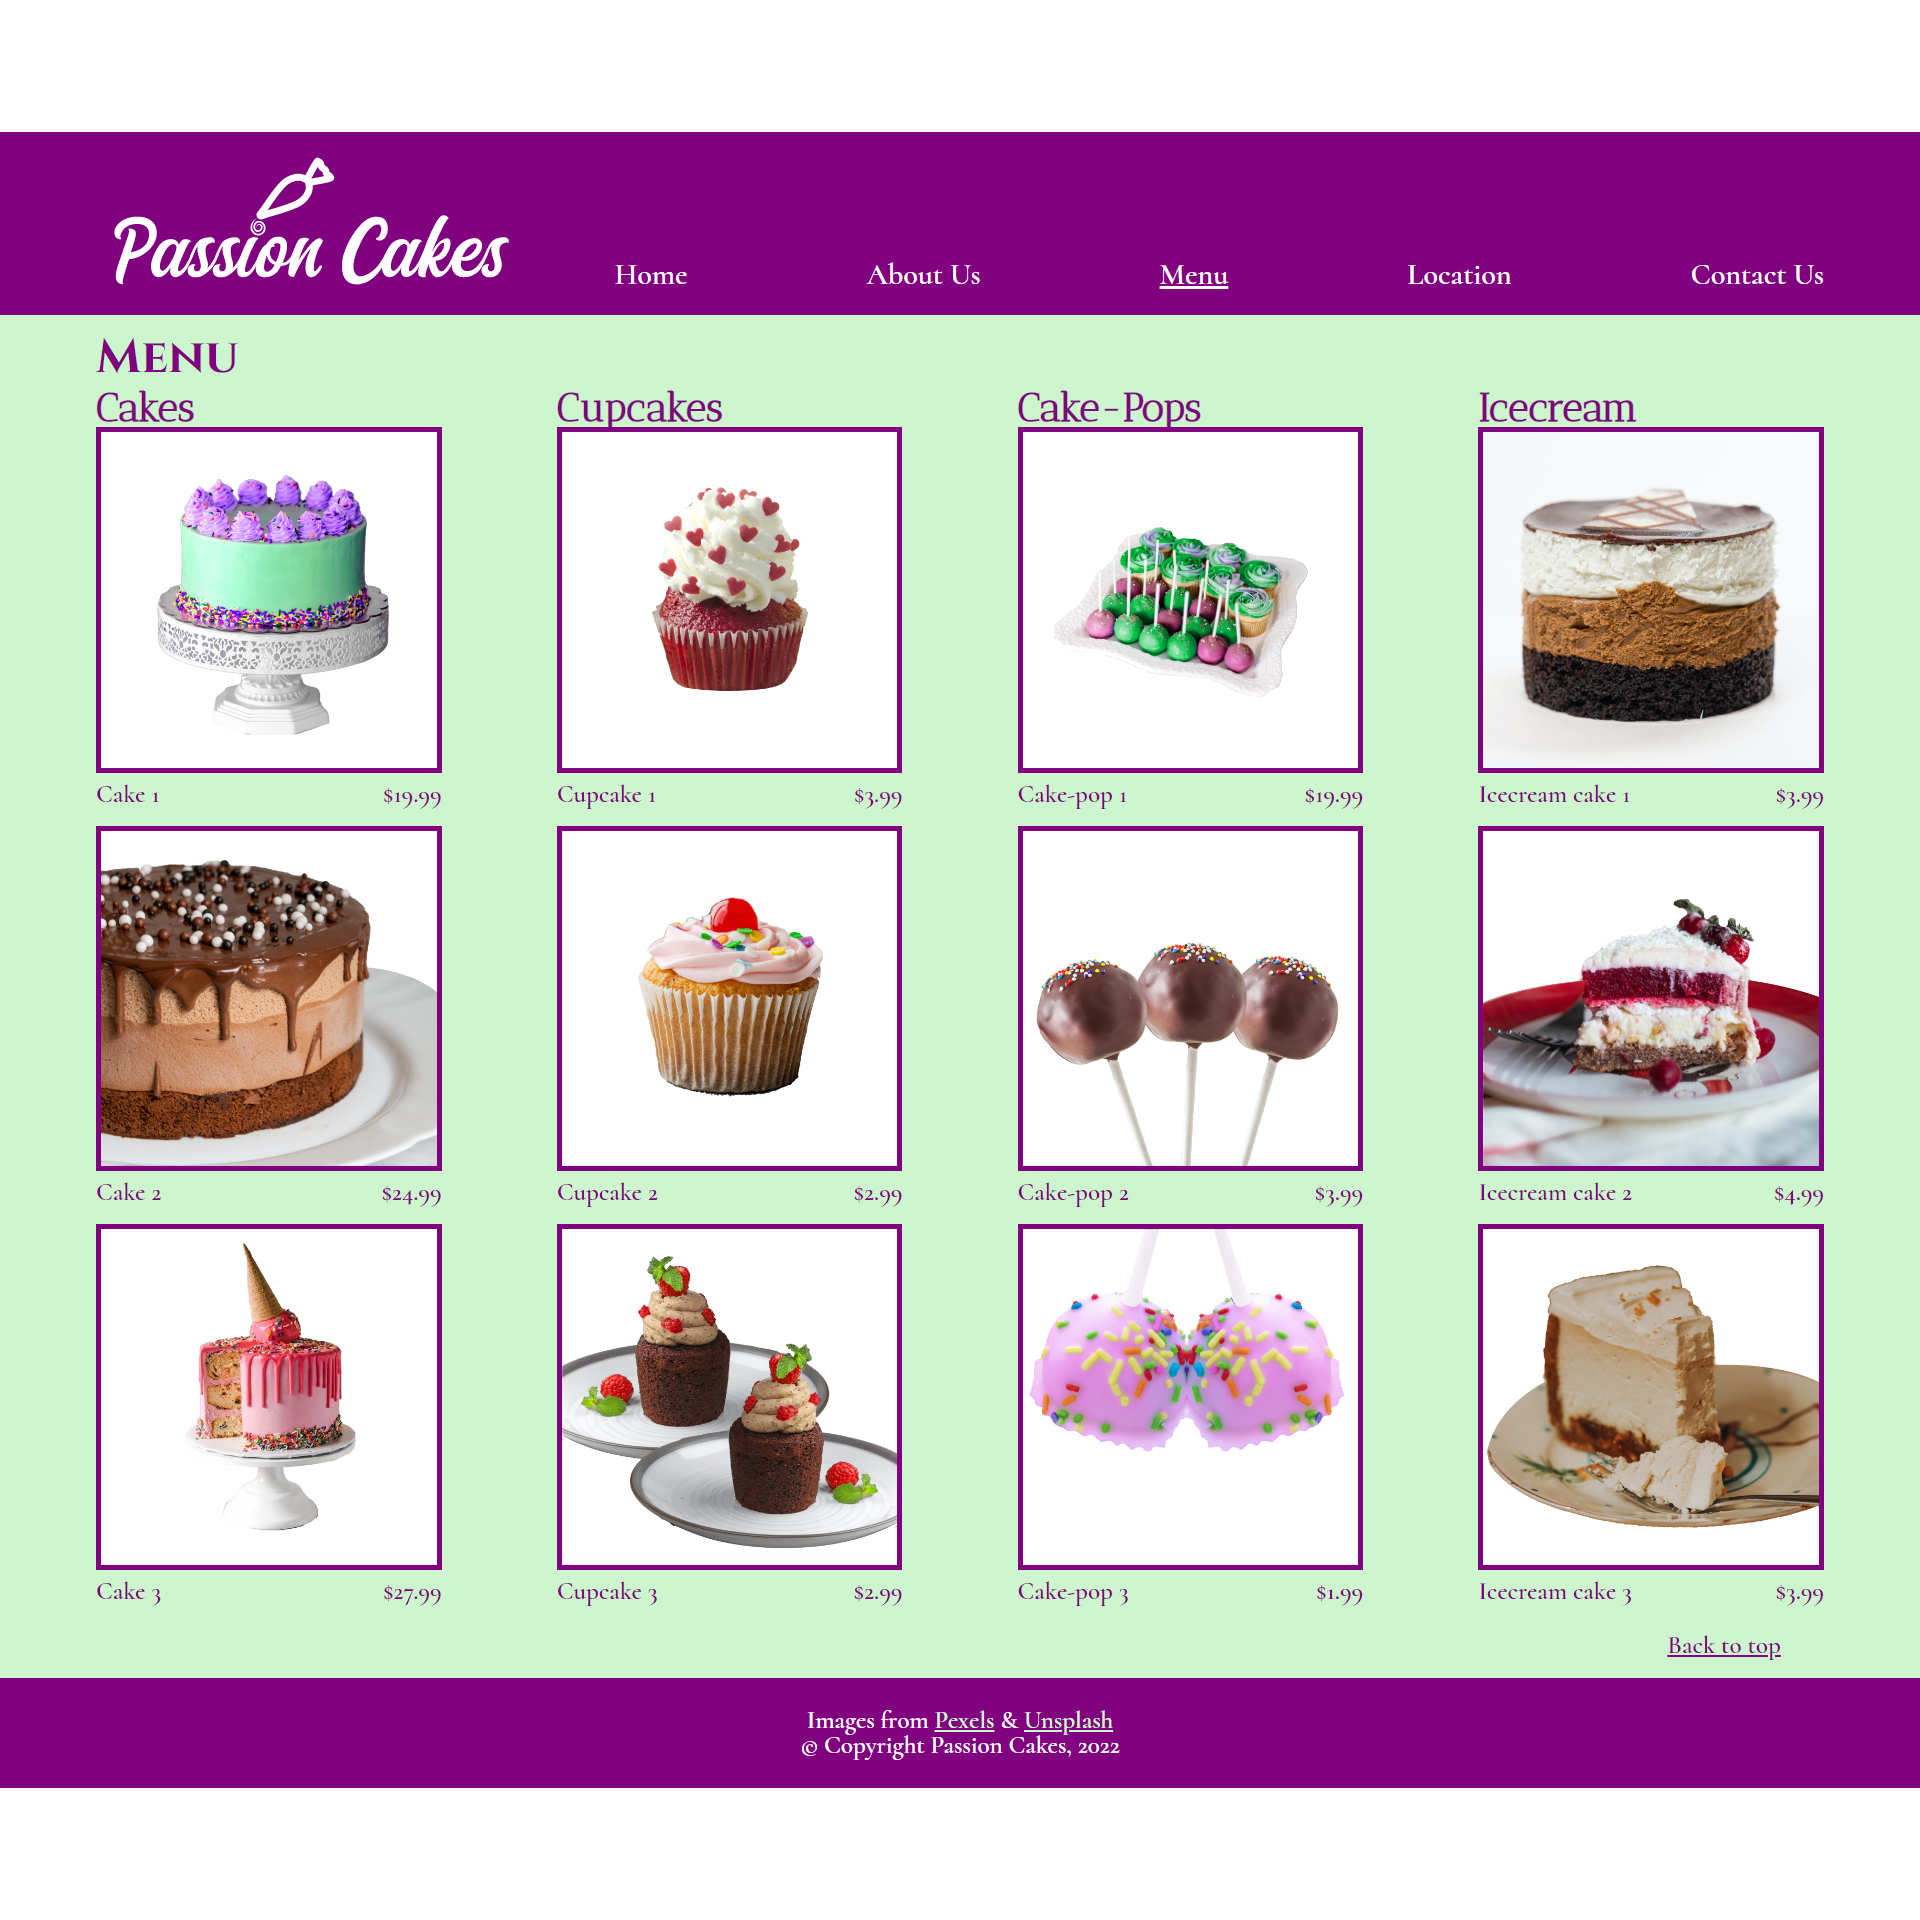 Passion Cakes
Home About Us Menu Location Contact Us
Menu
Cakes Cupcakes Cake-Pops Icecream
Cake 1 $19.99 Cupcake 1 $3.99 Cake-pop 1 $19.99 Icecream cake 1 $3.99
Cake 2 $24.99 Cupcake 2 $2.99 Cake-pop 2 $3.99 Icecream cake 2 $4.99
Cake 3 $27.99 Cupcake 3 $2.99 Cake-pop 3 $1.99 Icecream cake 3 $3.99
Back to top
Images from Pexels & Unsplash
© Copyright Passion Cakes, 2022